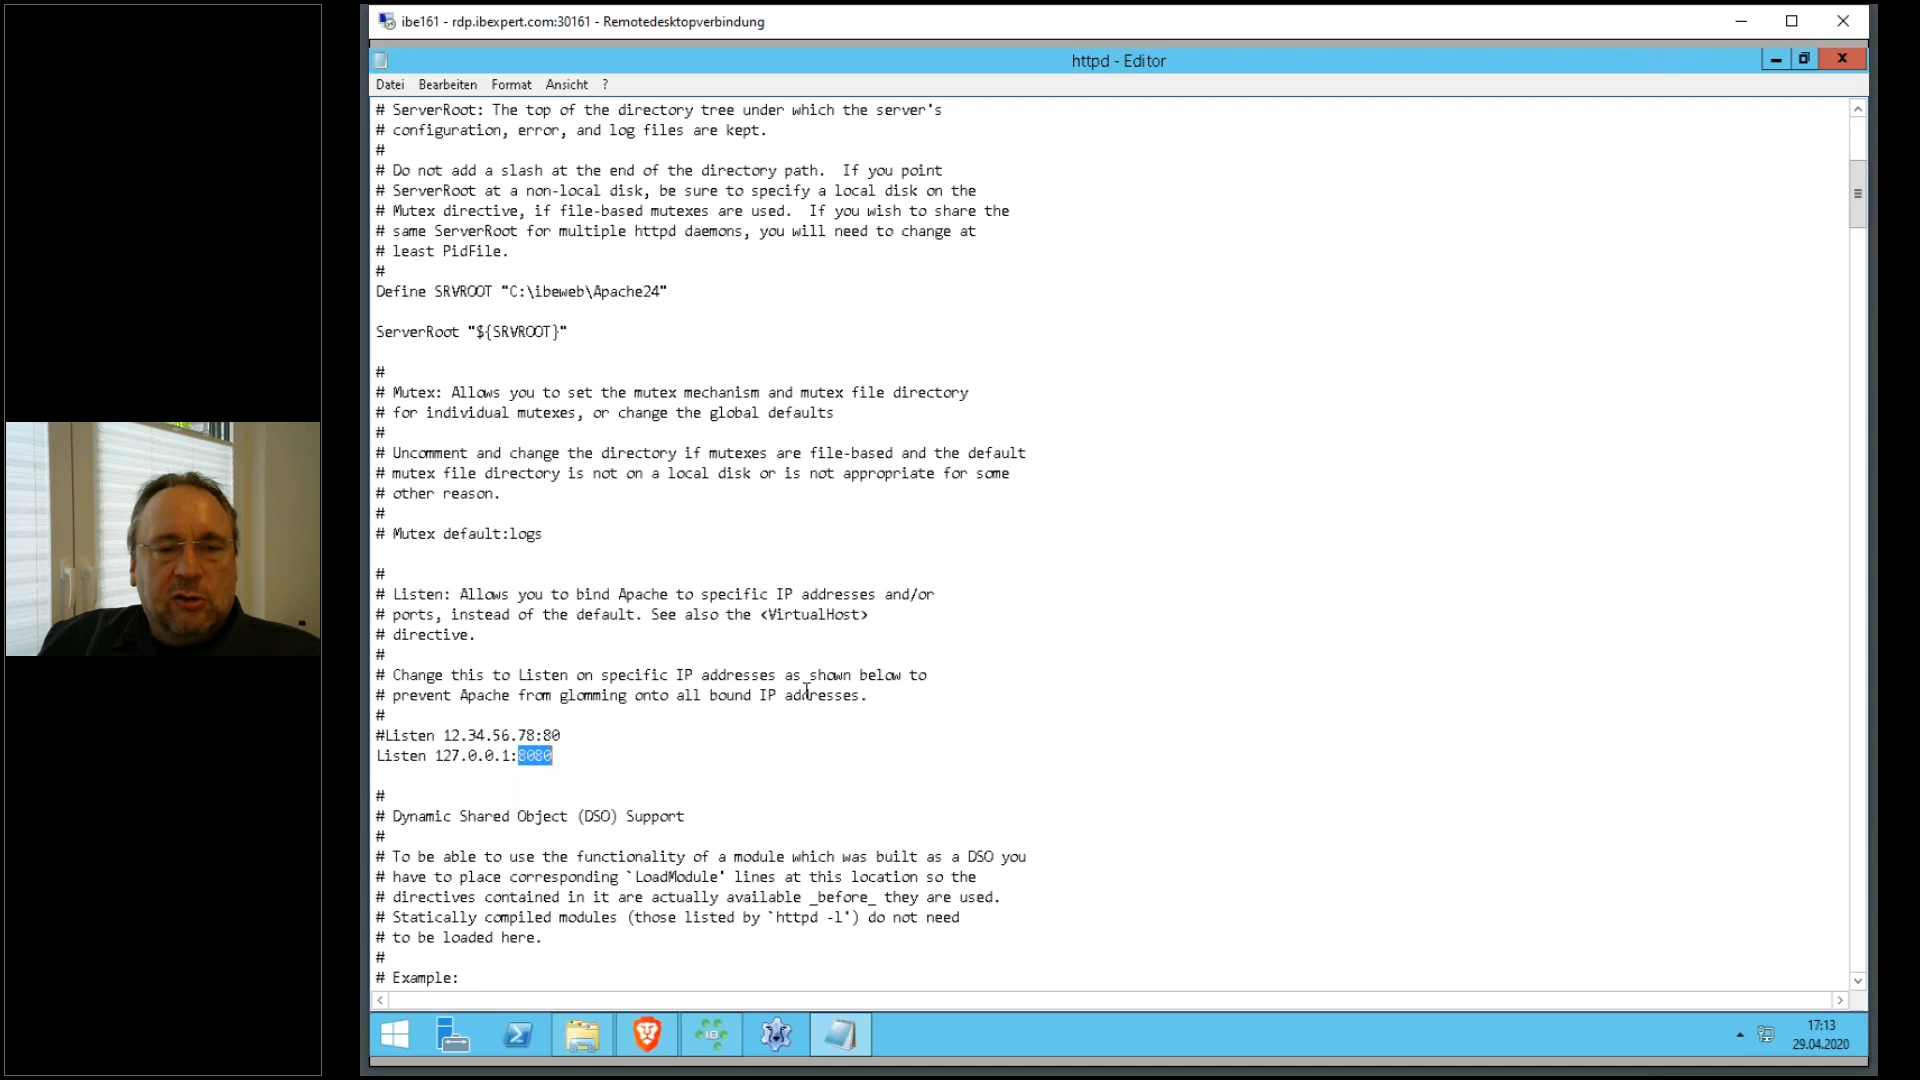 ibe161 - rdp.ibexpert.com:30161 - Remotedesktopverbindung
httpd - Editor
Datei Bearbeiten Format Ansicht ?
# ServerRoot: The top of the directory tree under which the server's
# configuration, error, and log files are kept.
#
# Do not add a slash at the end of the directory path.  If you point
# ServerRoot at a non-local disk, be sure to specify a local disk on the
# Mutex directive, if file-based mutexes are used.  If you wish to share the
# same ServerRoot for multiple httpd daemons, you will need to change at
# least PidFile.
#
Define SRVROOT "C:\ibeweb\Apache24"
ServerRoot "${SRVROOT}"
#
# Mutex: Allows you to set the mutex mechanism and mutex file directory
# for individual mutexes, or change the global defaults
#
# Uncomment and change the directory if mutexes are file-based and the default
# mutex file directory is not on a local disk or is not appropriate for some
# other reason.
#
# Mutex default:logs
#
# Listen: Allows you to bind Apache to specific IP addresses and/or
# ports, instead of the default. See also the <VirtualHost>
# directive.
#
# Change this to Listen on specific IP addresses as shown below to
# prevent Apache from glomming onto all bound IP addresses.
#
#Listen 12.34.56.78:80
Listen 127.0.0.1:8080
#
# Dynamic Shared Object (DSO) Support
#
# To be able to use the functionality of a module which was built as a DSO you
# have to place corresponding `LoadModule' lines at this location so the
# directives contained in it are actually available _before_ they are used.
# Statically compiled modules (those listed by `httpd -l') do not need
# to be loaded here.
#
# Example:
IB
17:13
29.04.2020